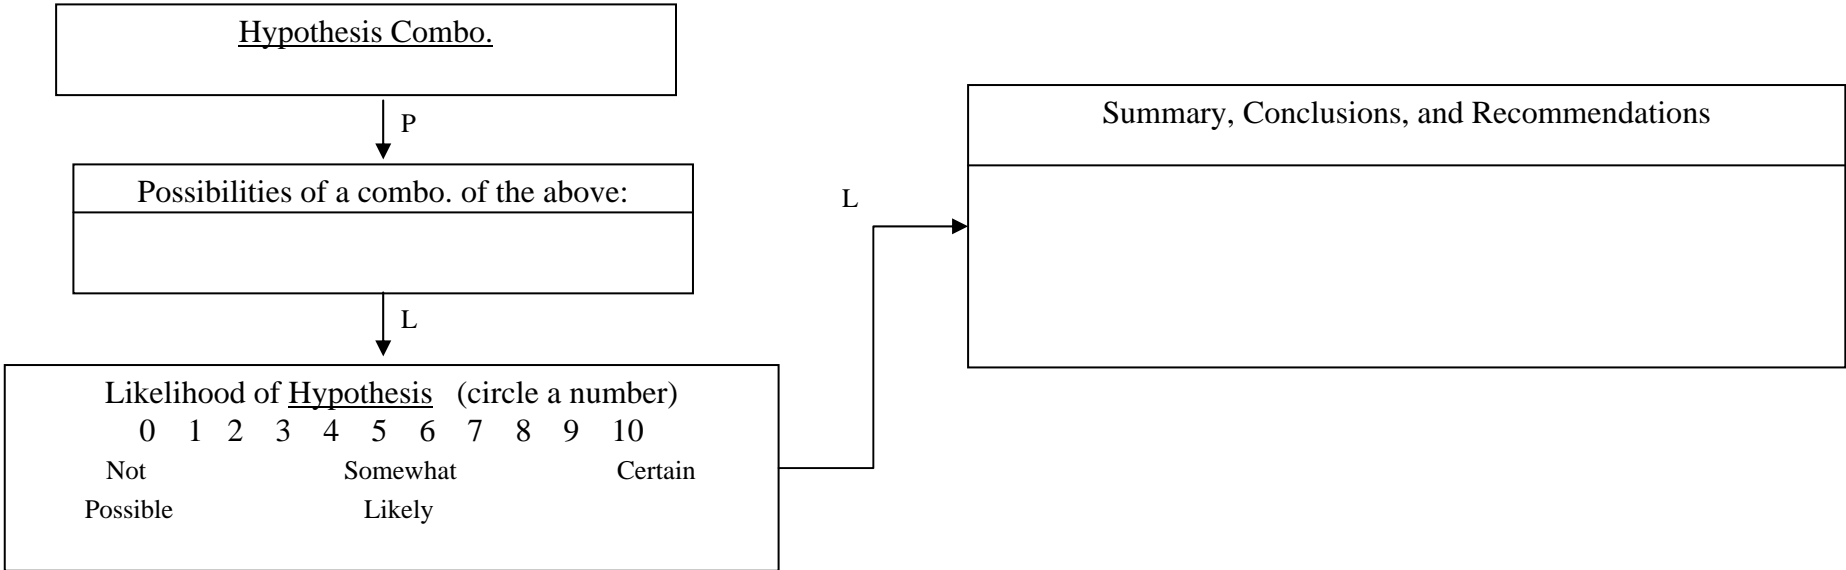 Hypothesis Combo.
P
Possibilities of a combo. of the above:
L
Likelihood of Hypothesis (circle a number)
0 1 2 3 4 5 6 7 8 9 10
Not Somewhat Certain
Possible Likely
L
Summary, Conclusions, and Recommendations